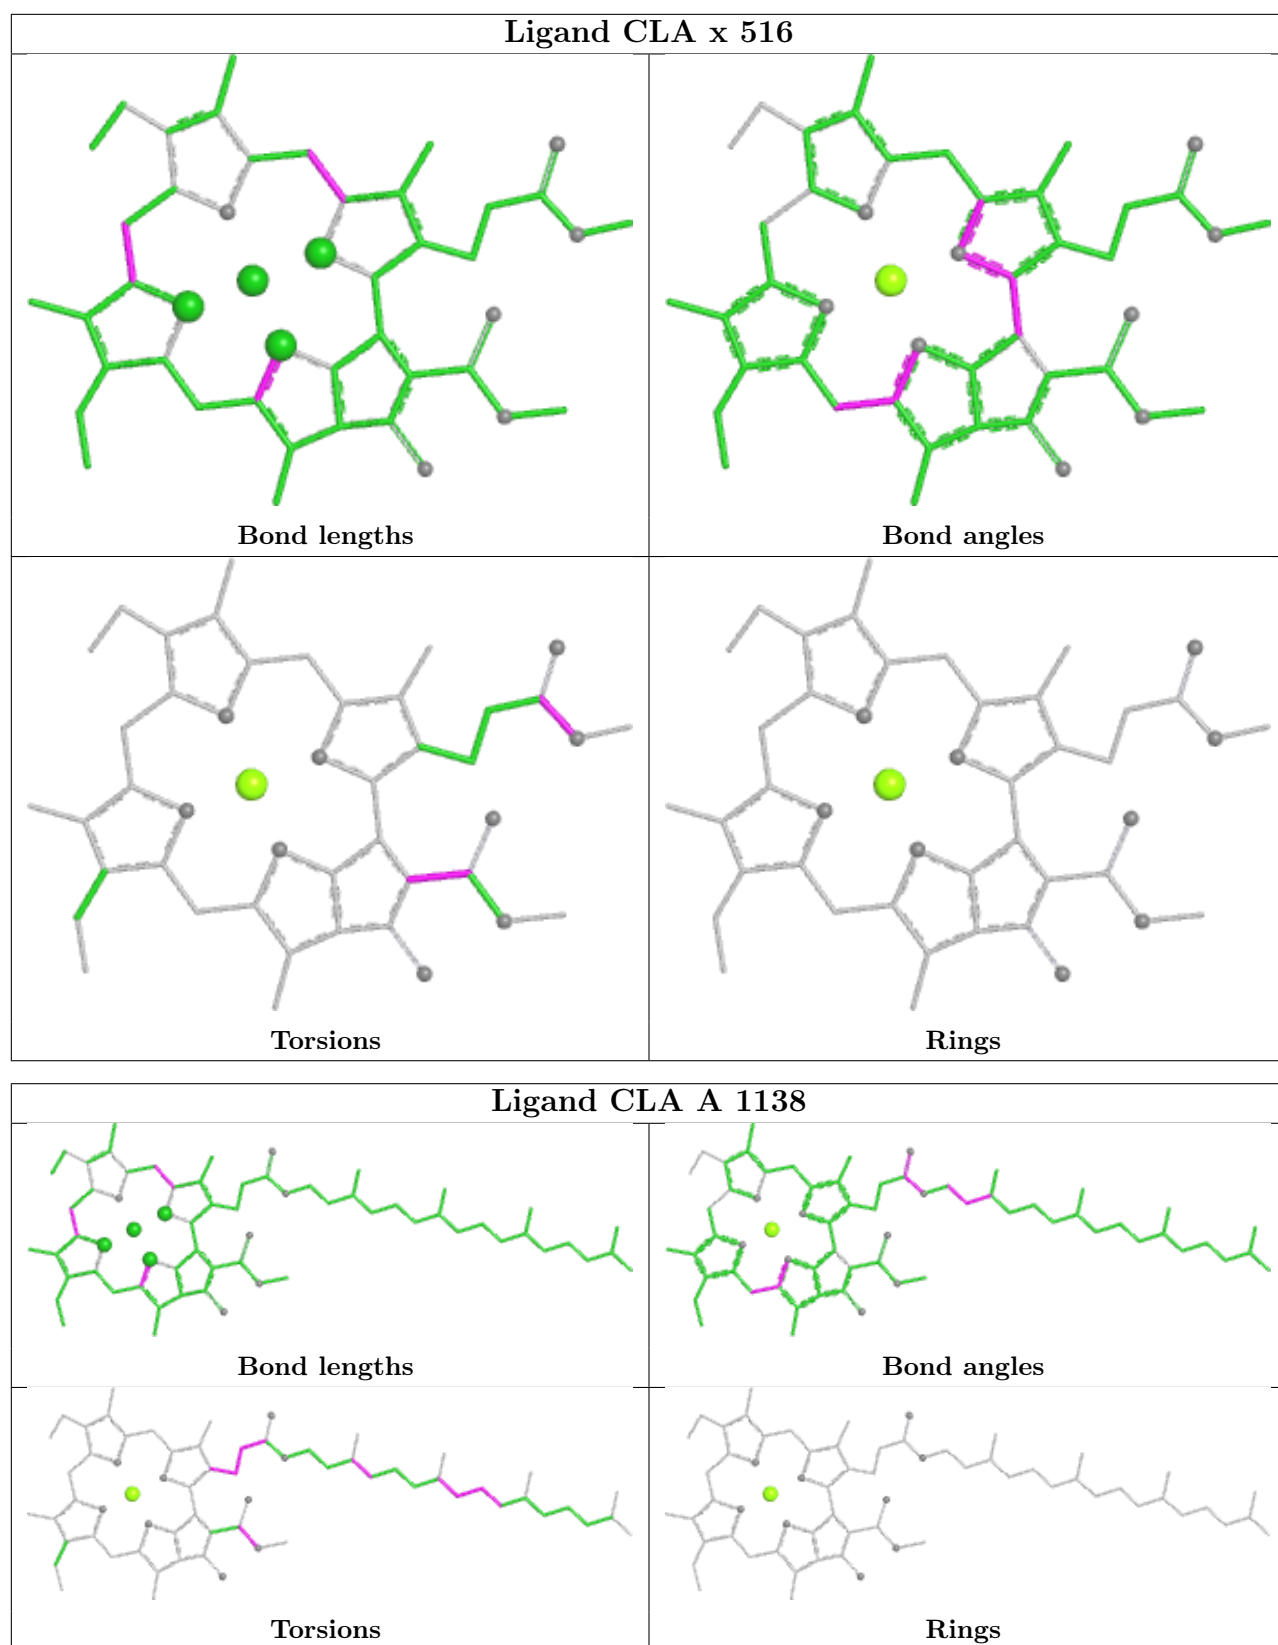 Ligand CLA x 516
Bond lengths
Bond angles
Torsions
Rings
Ligand CLA A 1138
Bond lengths
Bond angles
Torsions
Rings